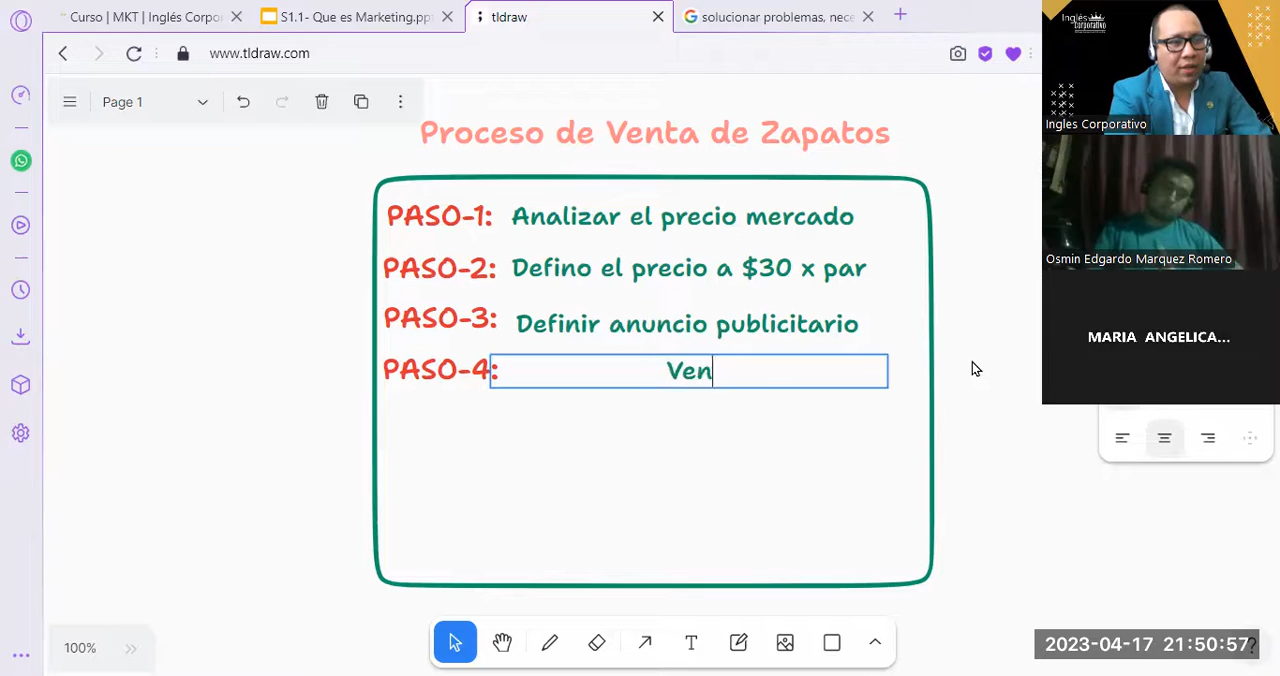 Curso | MKT | Inglés Corpo
S1.1- Que es Marketing.pp
tldraw
solucionar problemas, nece
www.tldraw.com
Page 1
Proceso de Venta de Zapatos
PASO-1: Analizar el precio mercado
PASO-2: Defino el precio a $30 x par
PASO-3: Definir anuncio publicitario
PASO-4: Ven
100%
T
Inglés
Corporativo
Ingles Corporativo
Osmin Edgardo Marquez Romero
MARIA ANGELICA...
2023-04-17 21:50:57
?